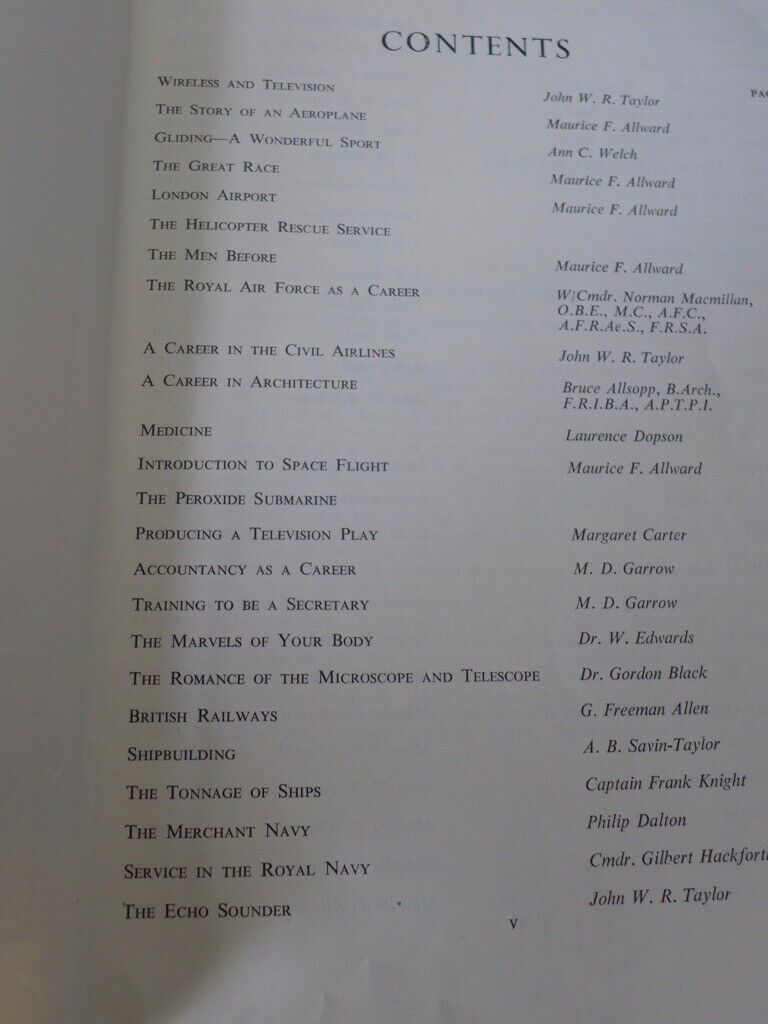 CONTENTS
PAG
WIRELESS AND TELEVISION John W. R. Taylor
THE STORY OF AN AEROPLANE Maurice F. Allward
GLIDING—A WONDERFUL SPORT Ann C. Welch
THE GREAT RACE Maurice F. Allward
LONDON AIRPORT Maurice F. Allward
THE HELICOPTER RESCUE SERVICE
THE MEN BEFORE Maurice F. Allward
THE ROYAL AIR FORCE AS A CAREER W/Cmdr. Norman Macmillan,
O.B.E., M.C., A.F.C.,
A.F.R.Ae.S., F.R.S.A.
A CAREER IN THE CIVIL AIRLINES John W. R. Taylor
A CAREER IN ARCHITECTURE Bruce Allsopp, B.Arch.,
F.R.I.B.A., A.P.T.P.I.
MEDICINE Laurence Dopson
INTRODUCTION TO SPACE FLIGHT Maurice F. Allward
THE PEROXIDE SUBMARINE
PRODUCING A TELEVISION PLAY Margaret Carter
ACCOUNTANCY AS A CAREER M. D. Garrow
TRAINING TO BE A SECRETARY M. D. Garrow
THE MARVELS OF YOUR BODY Dr. W. Edwards
THE ROMANCE OF THE MICROSCOPE AND TELESCOPE Dr. Gordon Black
BRITISH RAILWAYS G. Freeman Allen
SHIPBUILDING A. B. Savin-Taylor
THE TONNAGE OF SHIPS Captain Frank Knight
THE MERCHANT NAVY Philip Dalton
SERVICE IN THE ROYAL NAVY Cmdr. Gilbert Hackforth
THE ECHO SOUNDER John W. R. Taylor
V